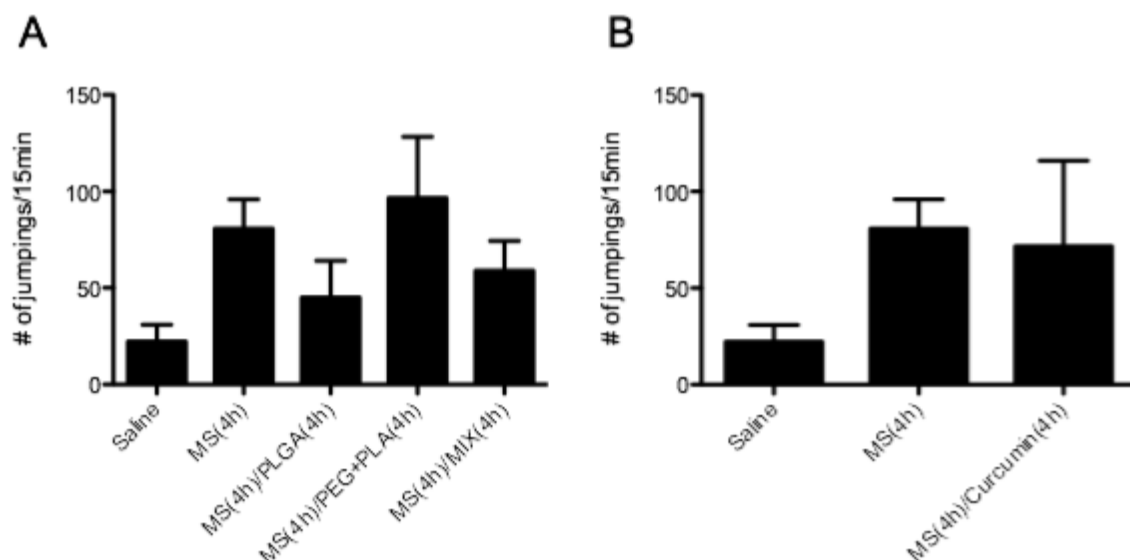 A
# of jumpings/15min
150
100
50
0
Saline
MS(4h)
MS(4h)/PLGA(4h)
MS(4h)/PEG+PLA(4h)
MS(4h)/MIX(4h)
B
# of jumpings/15min
150
100
50
0
Saline
MS(4h)
MS(4h)/Curcumin(4h)